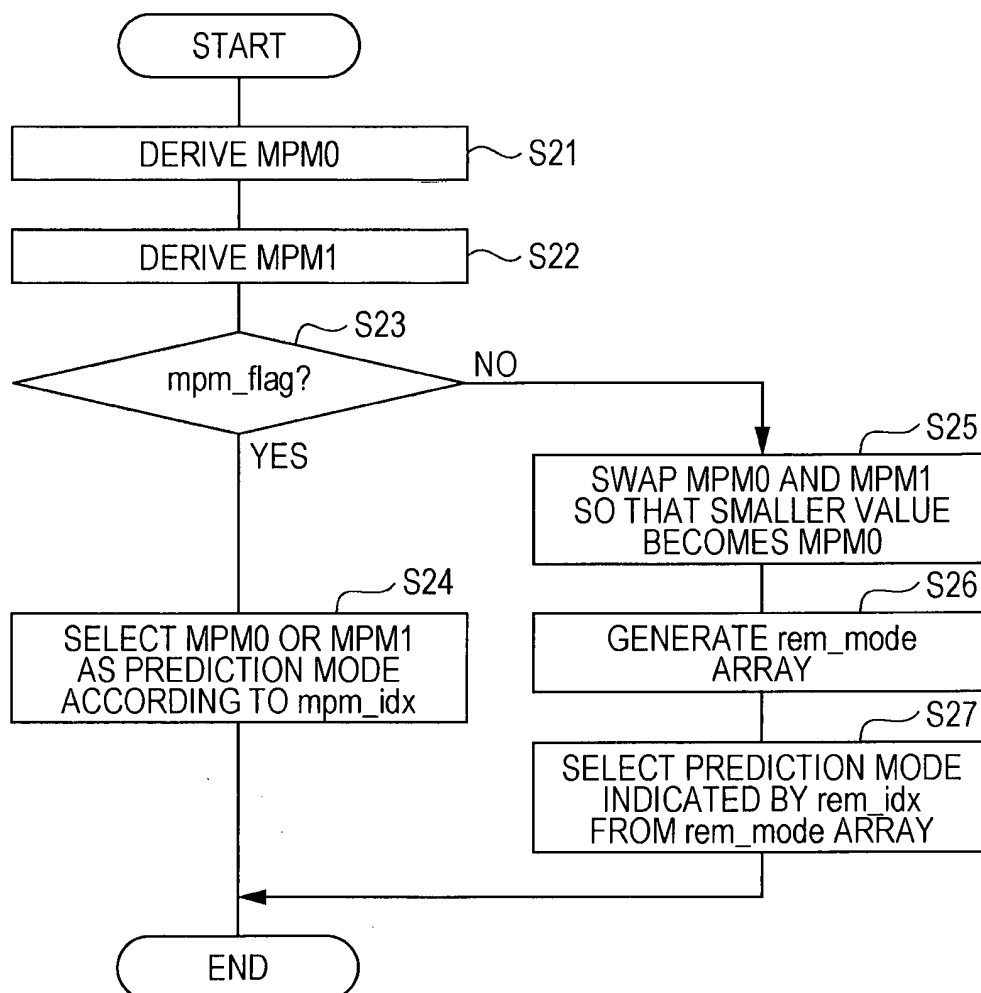 START
DERIVE MPM0
S21
DERIVE MPM1
S22
S23
mpm_flag?
NO
YES
S25
SWAP MPM0 AND MPM1
SO THAT SMALLER VALUE
BECOMES MPM0
S24
SELECT MPM0 OR MPM1
AS PREDICTION MODE
ACCORDING TO mpm_idx
S26
GENERATE rem_mode
ARRAY
S27
SELECT PREDICTION MODE
INDICATED BY rem_idx
FROM rem_mode ARRAY
END